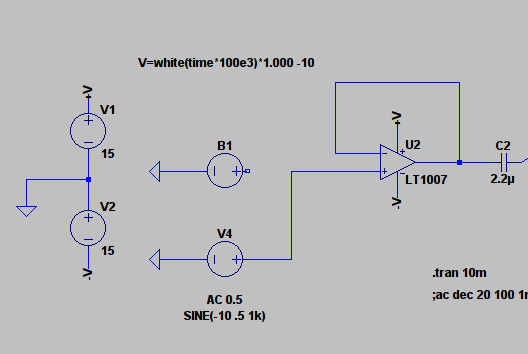 V=white(time*100e3)*1.000 -10
+V
V1
15
B1
+V
U2
LT1007
-V
C2
2.2µ
V2
15
-V
V4
AC 0.5
SINE(-10 .5 1k)
.tran 10m
;ac dec 20 100 1